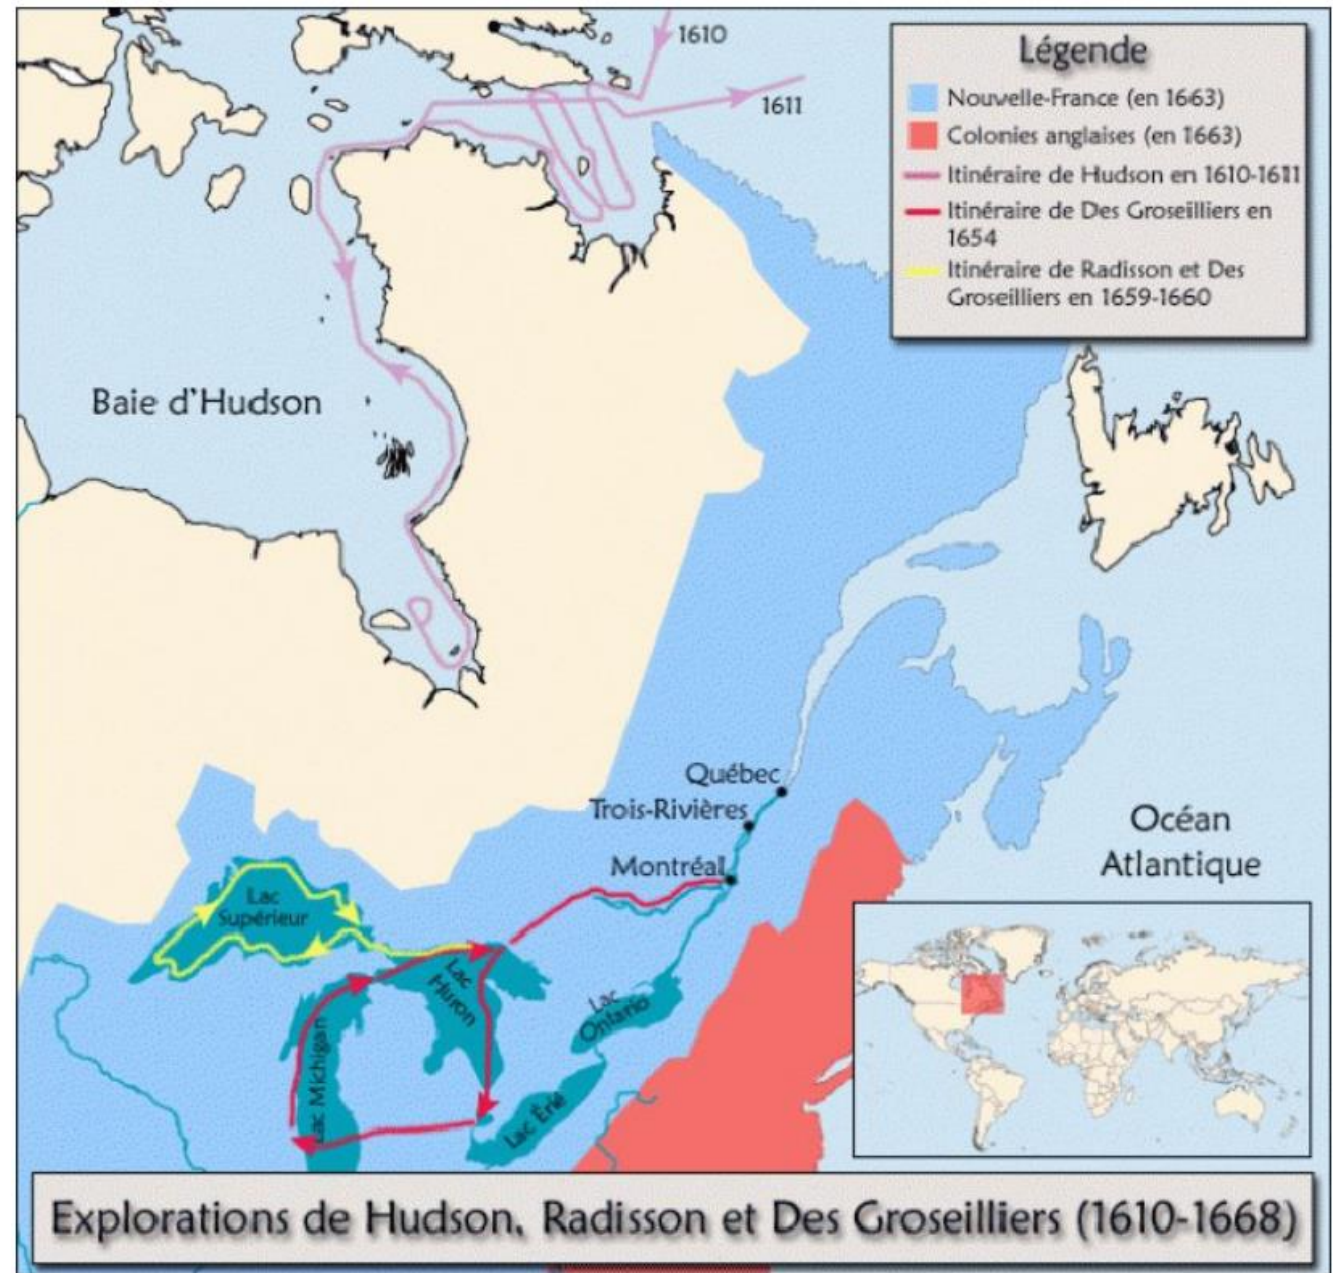 1610
1611
Légende
Nouvelle-France (en 1663)
Colonies anglaises (en 1663)
Itinéraire de Hudson en 1610-1611
Itinéraire de Des Groseilliers en
1654
Itinéraire de Radisson et Des
Groseilliers en 1659-1660
Baie d'Hudson
Québec
Trois-Rivières
Montréal
Océan
Atlantique
Lac
Supérieur
Lac
Huron
Lac
Ontario
Lac Michigan
Lac Érié
Explorations de Hudson, Radisson et Des Groseilliers (1610-1668)